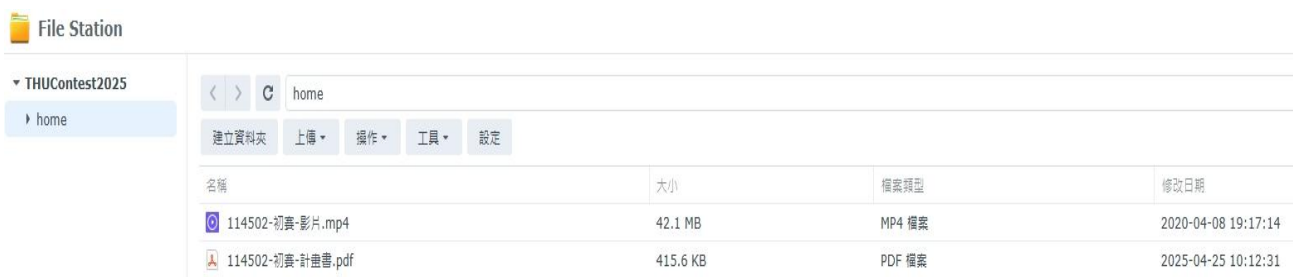 File Station
THUContest2025
home
home
建立資料夾 上傳 操作 工具 設定
名稱 大小 檔案類型 修改日期
114502-初賽-影片.mp4 42.1 MB MP4 檔案 2020-04-08 19:17:14
114502-初賽-計畫書.pdf 415.6 KB PDF 檔案 2025-04-25 10:12:31